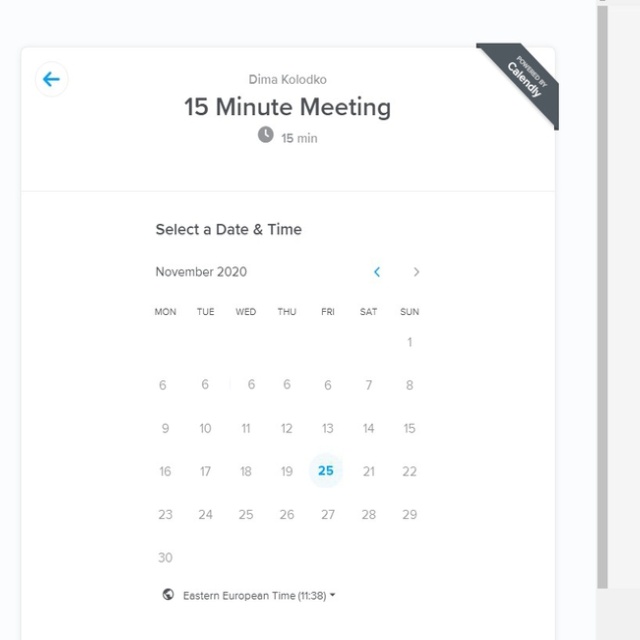 Dima Kolodko
POWERED BY
Calendly
15 Minute Meeting
15 min
Select a Date & Time
November 2020
MON TUE WED THU FRI SAT SUN
1
6 6 6 6 6 7 8
9 10 11 12 13 14 15
16 17 18 19 25 21 22
23 24 25 26 27 28 29
30
Eastern European Time (11:38)